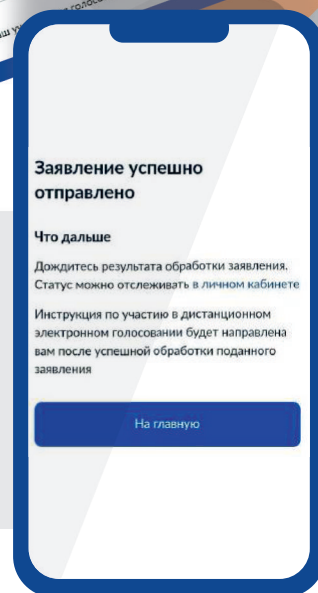 Заявление успешно
отправлено
Что дальше
Дождитесь результата обработки заявления.
Статус можно отслеживать в личном кабинете
Инструкция по участию в дистанционном
электронном голосовании будет направлена
вам после успешной обработки поданного
заявления
На главную